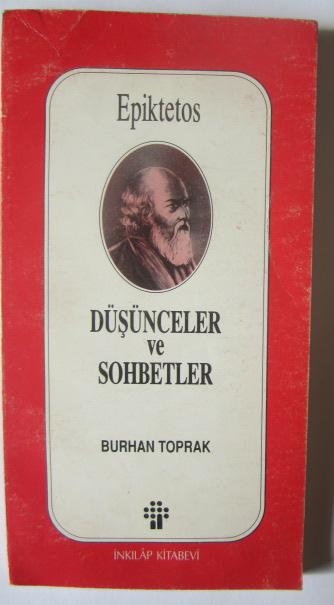 Epiktetos
DÜŞÜNCELER
ve
SOHBETLER
BURHAN TOPRAK
İNKILÂP KİTABEVİ